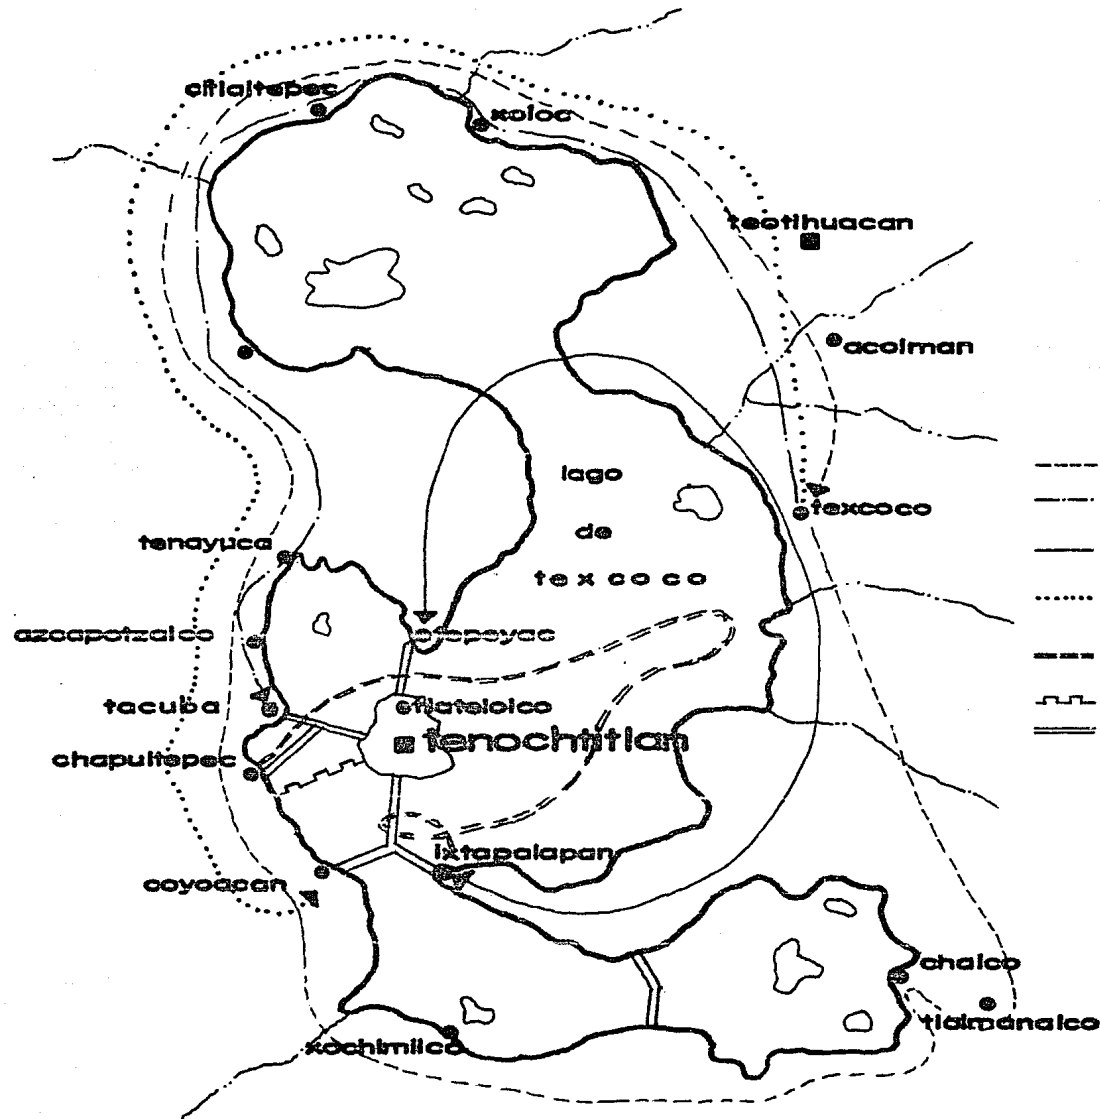 citlaltepec
xoloc
teotihuacan
acolman
lago
de
texcoco
texcoco
tenayuca
azcapotzalco
tepeyac
tacuba
tlatelolco
tenochtitlan
chapultepec
ixtapalapan
coyoacan
chalco
tlalmanalco
xochimilco